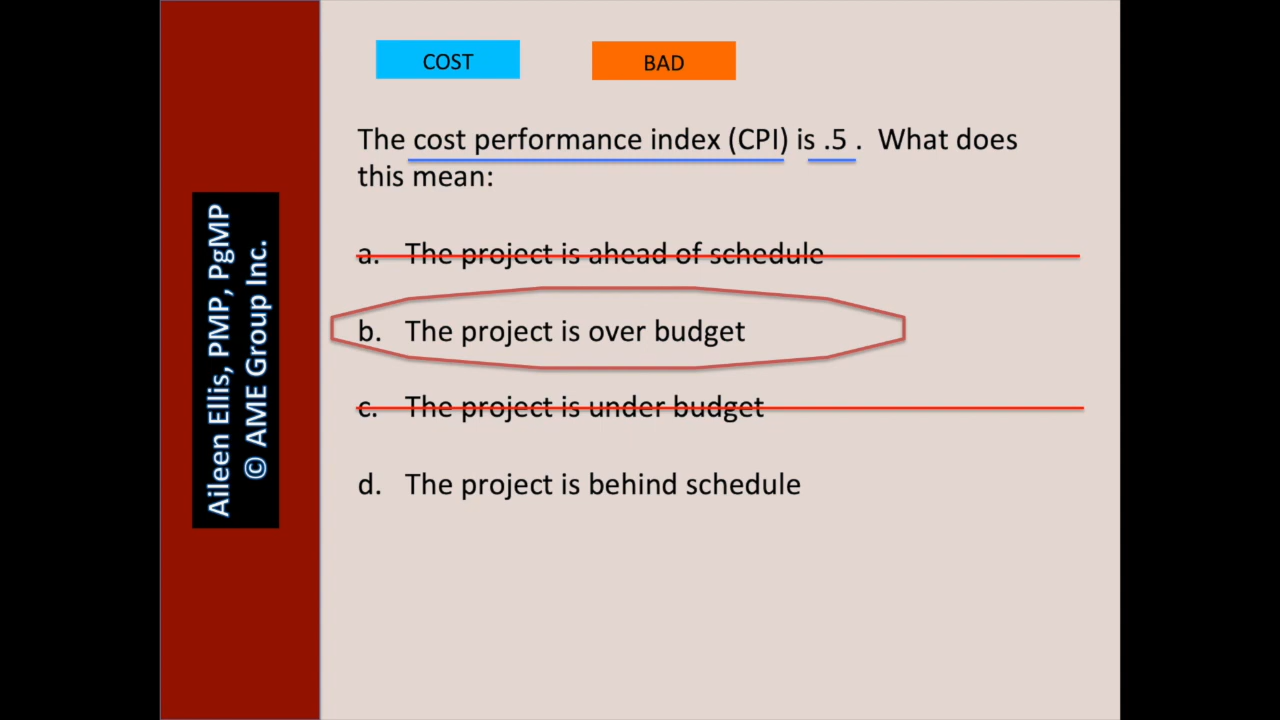 COST
BAD
The cost performance index (CPI) is .5 .  What does
this mean:
a. The project is ahead of schedule
b. The project is over budget
c. The project is under budget
d. The project is behind schedule
Aileen Ellis, PMP, PgMP
© AME Group Inc.